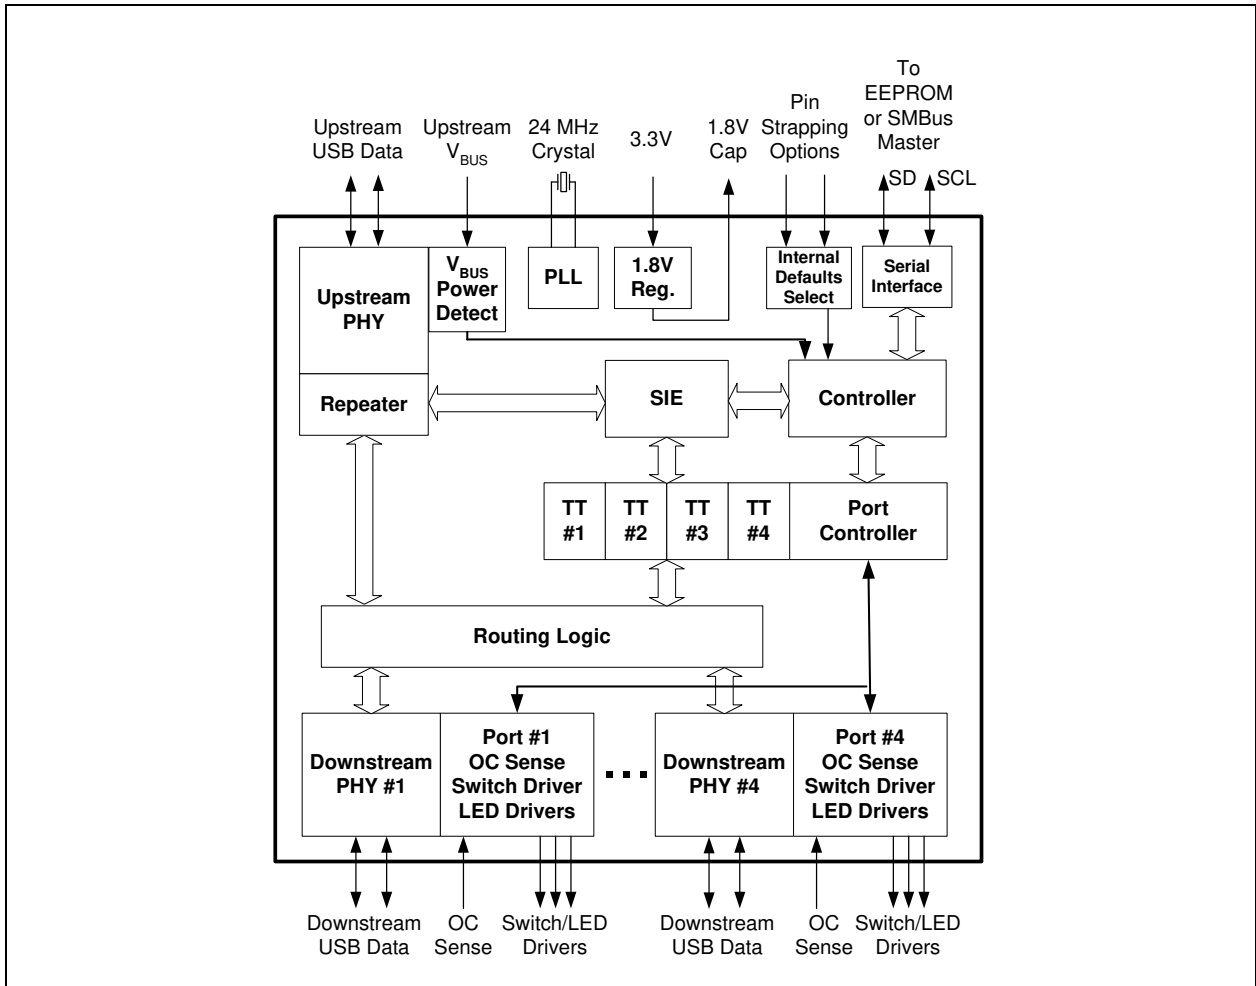 Upstream
USB Data
Upstream
VBUS
24 MHz
Crystal
3.3V
1.8V
Cap
Pin
Strapping
Options
To
EEPROM
or SMBus
Master
SD
SCL
Upstream
PHY
VBUS
Power
Detect
PLL
1.8V
Reg.
Internal
Defaults
Select
Serial
Interface
Repeater
SIE
Controller
TT
#1
TT
#2
TT
#3
TT
#4
Port
Controller
Routing Logic
Downstream
PHY #1
Port #1
OC Sense
Switch Driver
LED Drivers
Downstream
PHY #4
Port #4
OC Sense
Switch Driver
LED Drivers
Downstream
USB Data
OC
Sense
Switch/LED
Drivers
Downstream
USB Data
OC
Sense
Switch/LED
Drivers